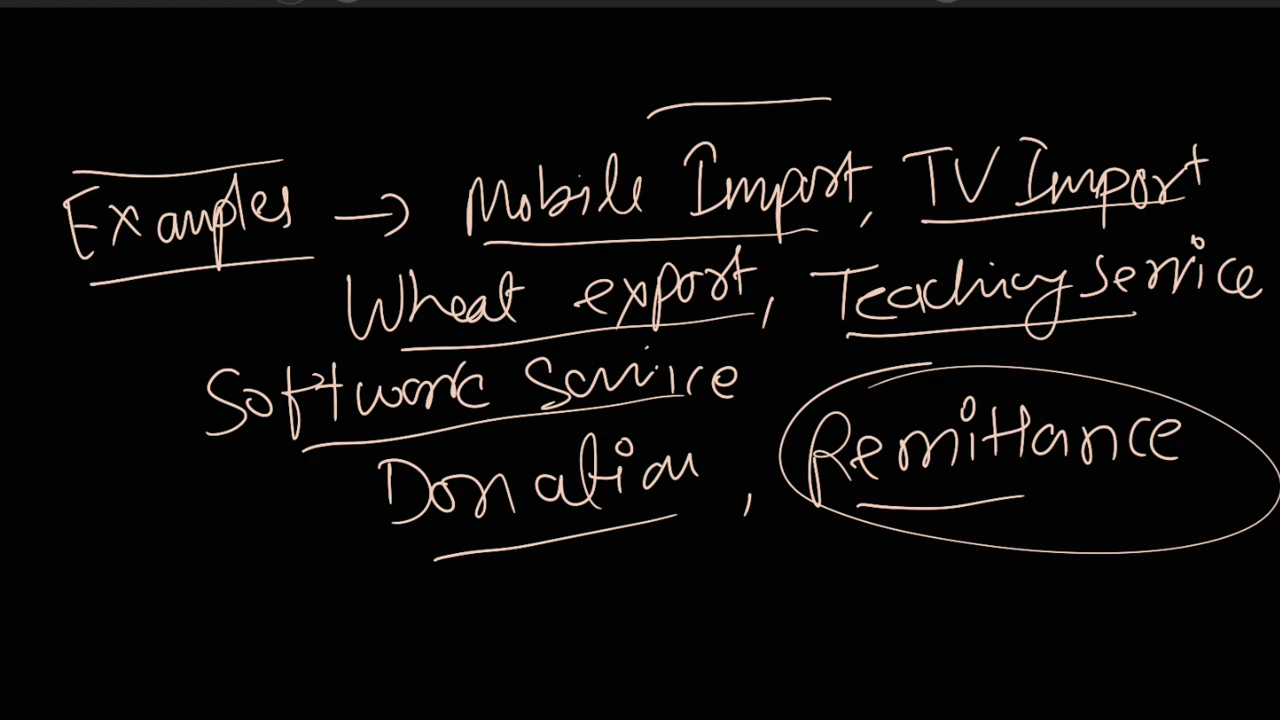 Examples → Mobile Import, TV Import
Wheat export, Teaching Service
Software Service
Donation, Remittance